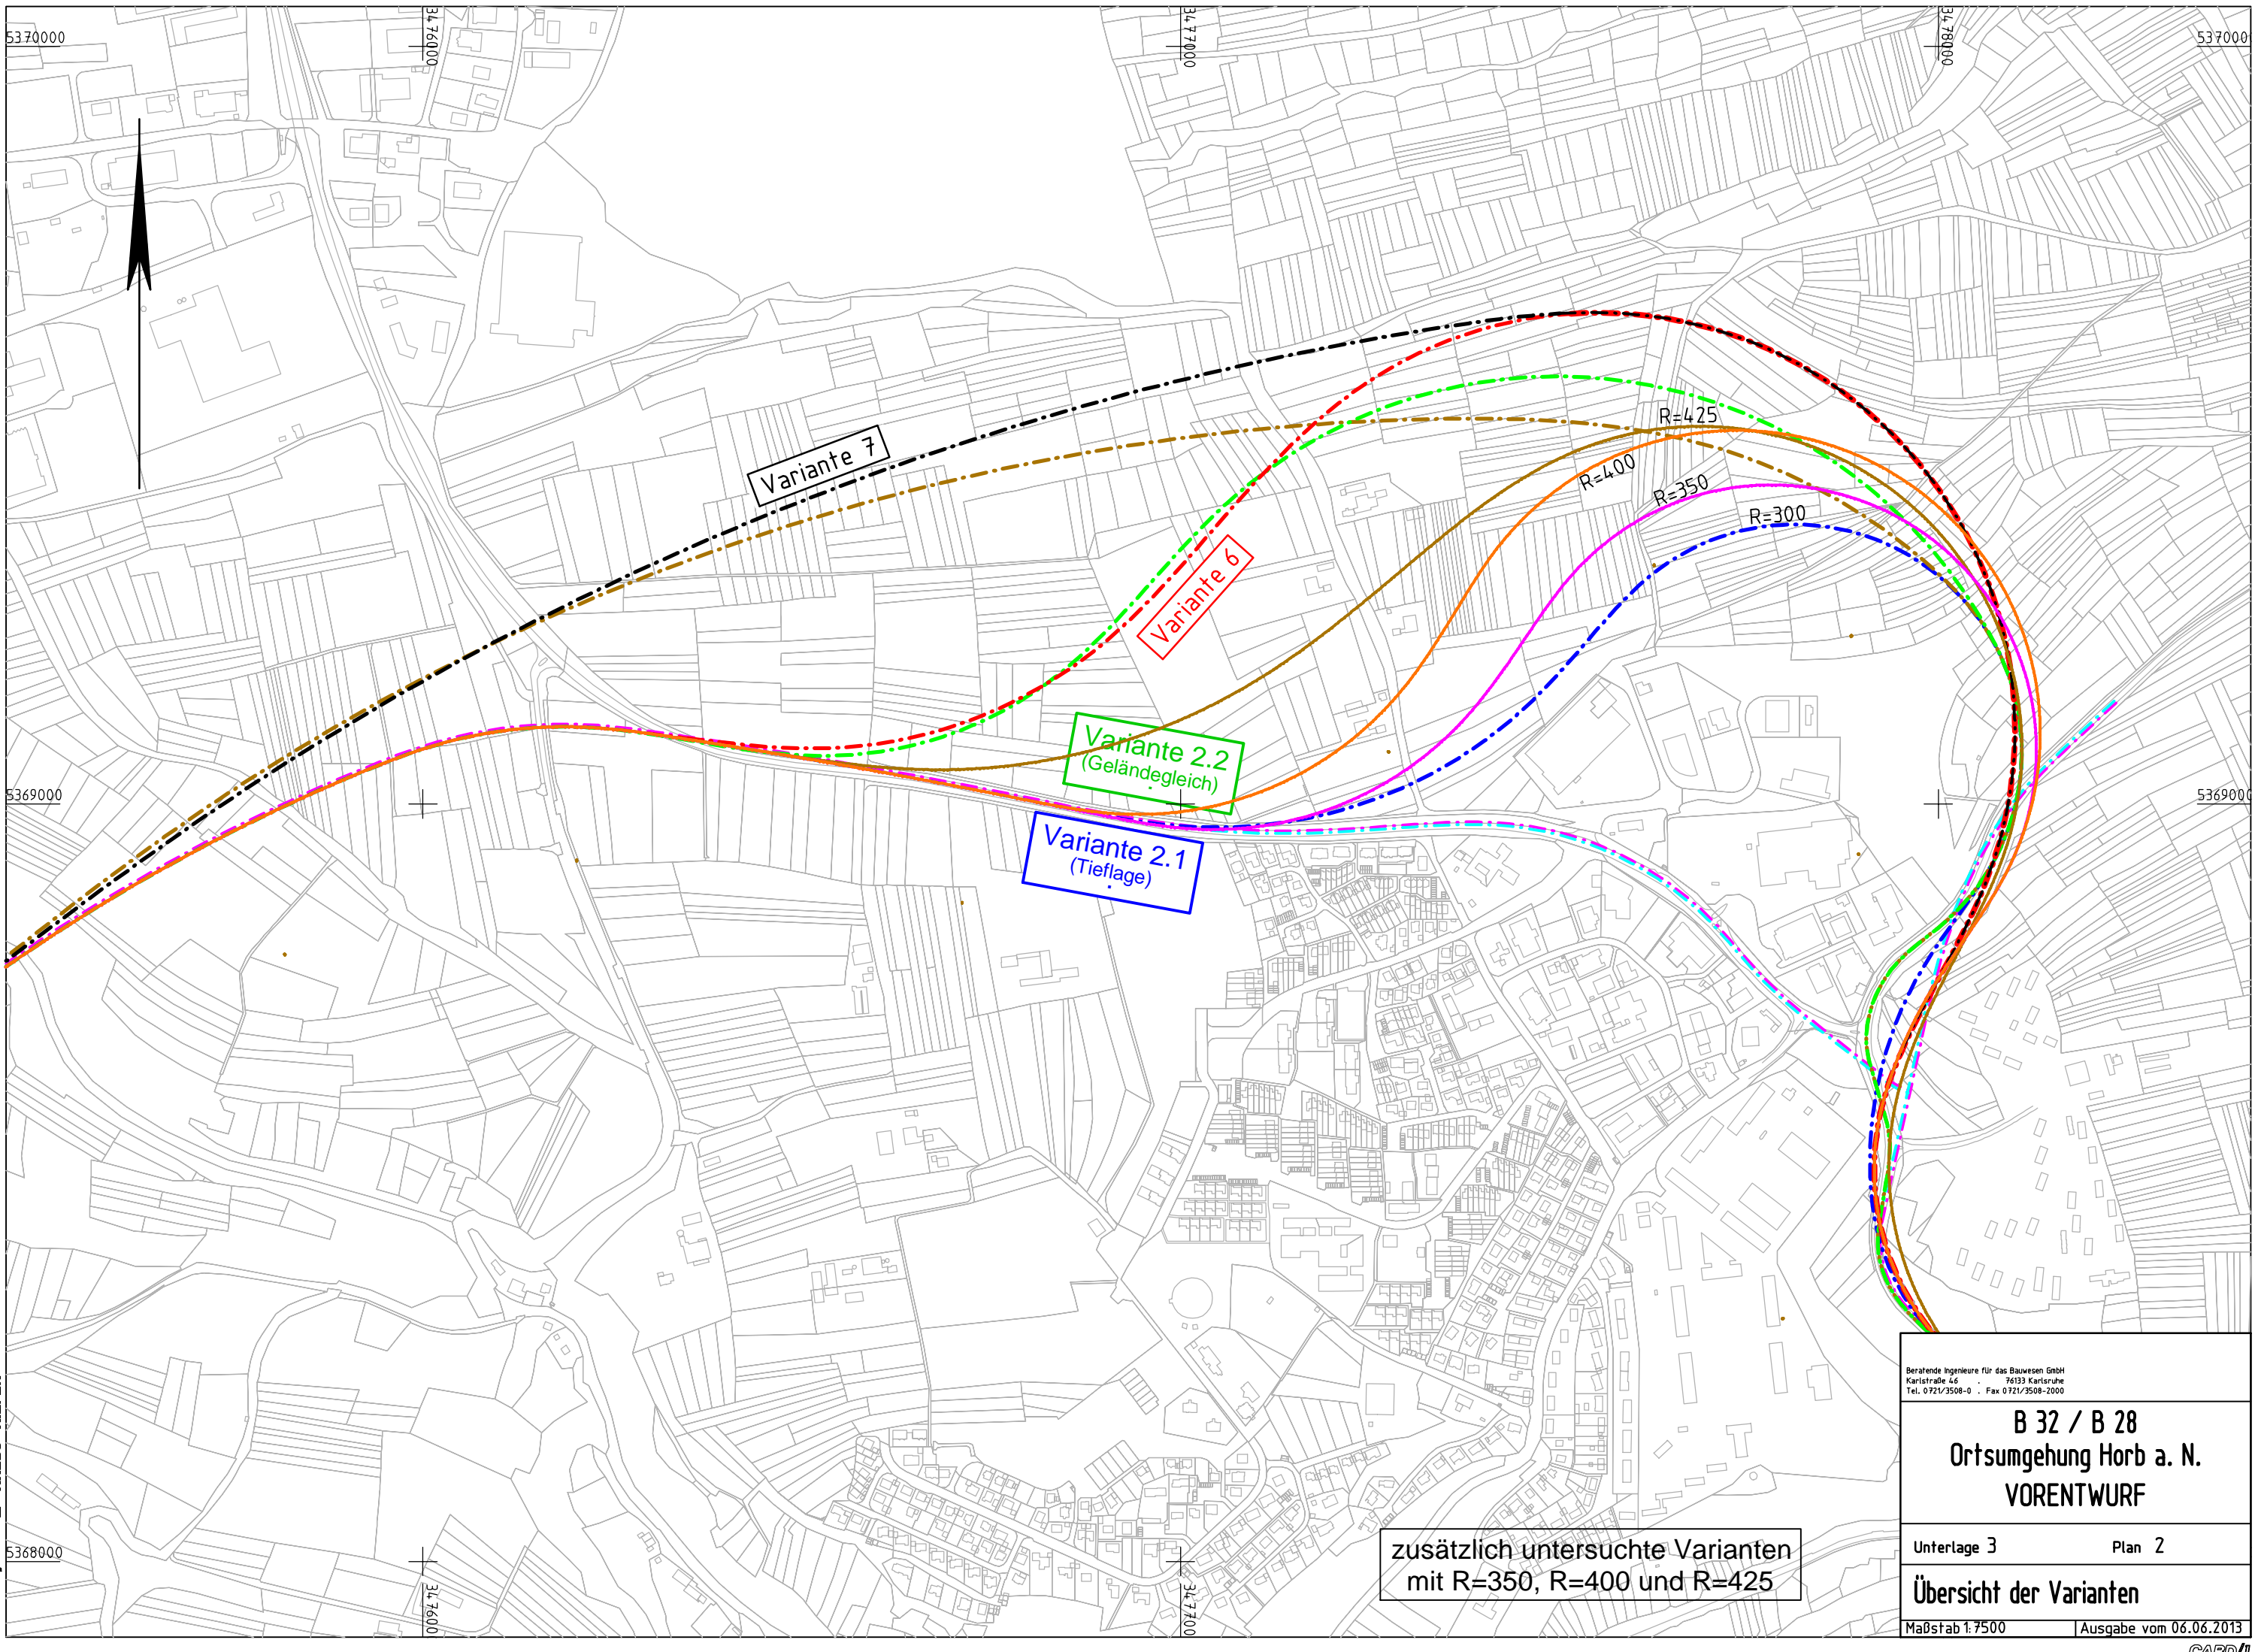 5370000
3476000
3477000
3478000
537000
R=425
R=400
R=350
R=300
Variante 7
Variante 6
Variante 2.2
(Geländegleich)
Variante 2.1
(Tieflage)
5369000
5369000
5368000
347600
347700
zusätzlich untersuchte Varianten
mit R=350, R=400 und R=425
Beratende Ingenieure für das Bauwesen GmbH
Karlstraße 46 . 76133 Karlsruhe
Tel. 0721/3508-0 . Fax 0721/3508-2000
B 32 / B 28
Ortsumgehung Horb a. N.
VORENTWURF
Unterlage 3 Plan 2
Übersicht der Varianten
Maßstab 1:7500 Ausgabe vom 06.06.2013